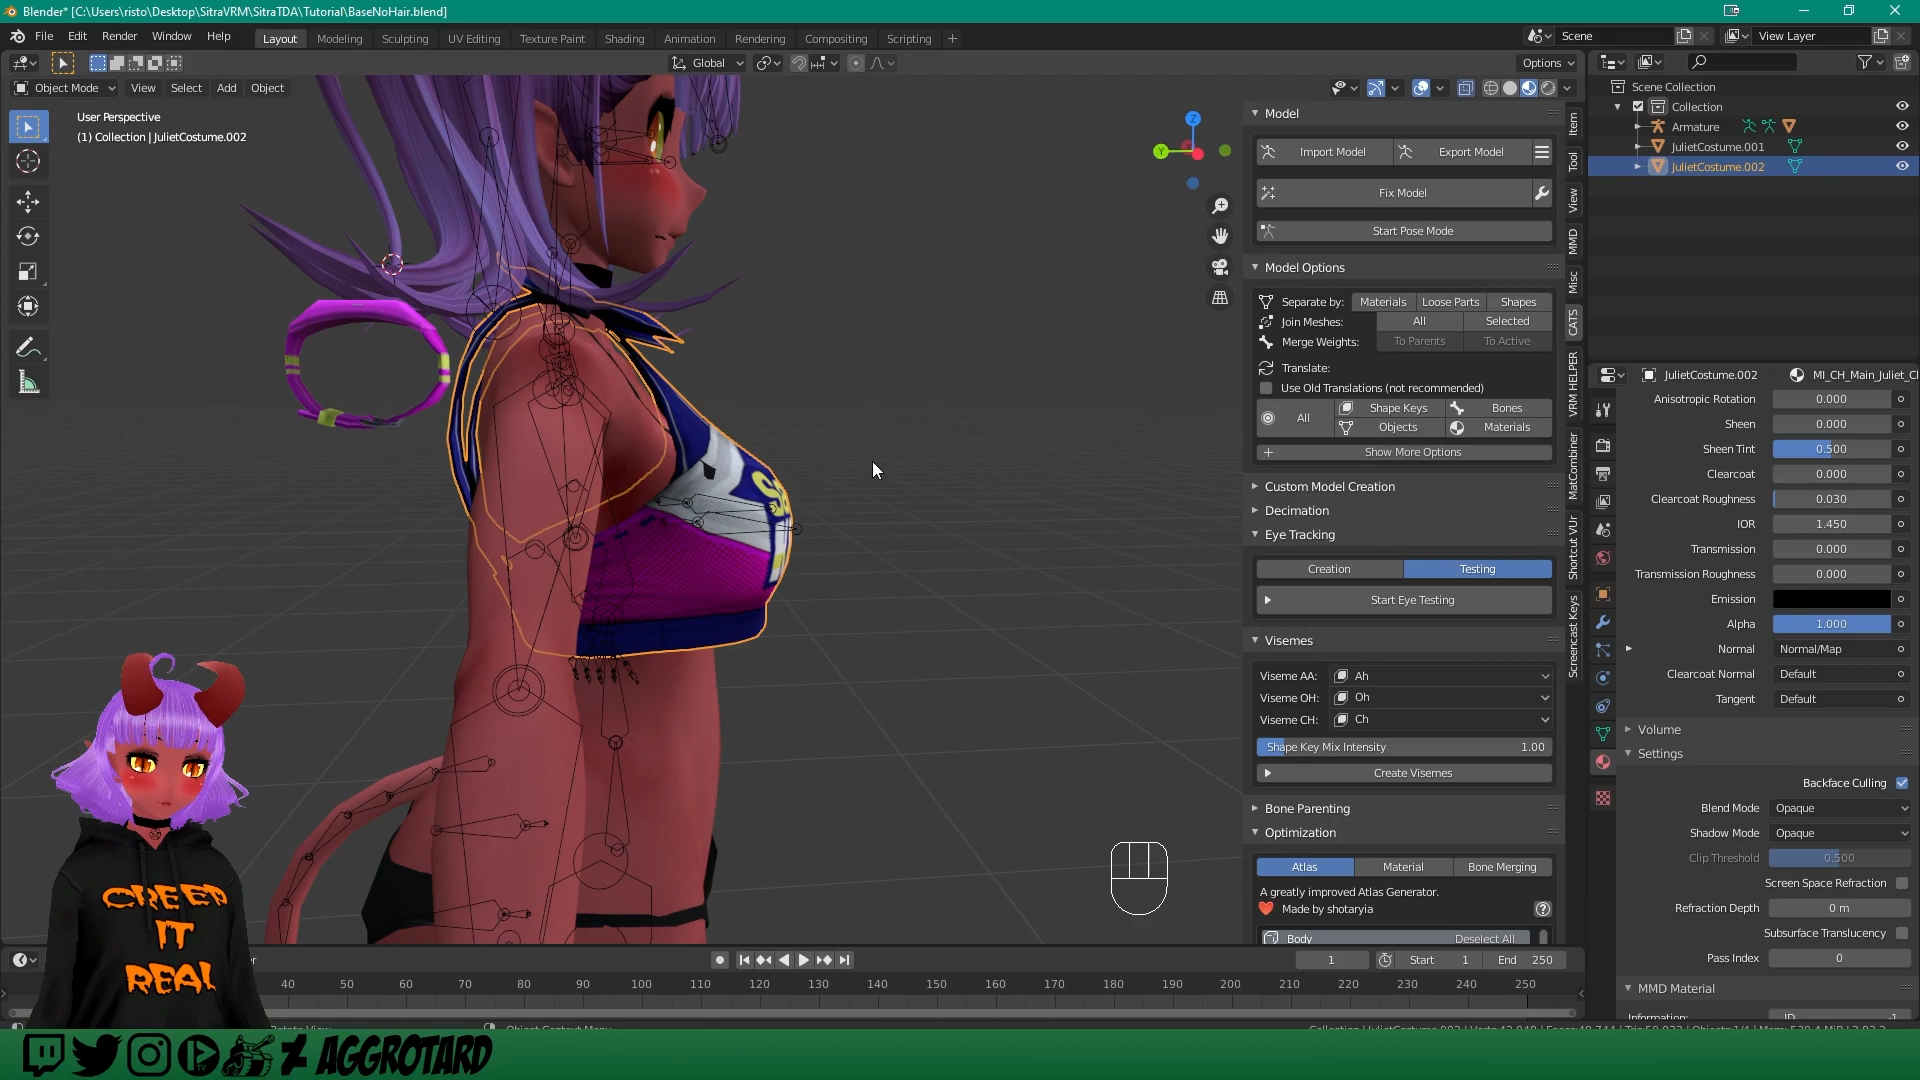 Blender* [C:\Users\risto\Desktop\SitraVRM\SitraTDA\Tutorial\BaseNoHair.blend]
File Edit Render Window Help Layout Modeling Sculpting UV Editing Texture Paint Shading Animation Rendering Compositing Scripting + Scene View Layer
Global Options
Object Mode View Select Add Object
User Perspective
(1) Collection | JulietCostume.002
Z
Y
Model
Import Model Export Model
Fix Model
Start Pose Mode
Model Options
Separate by: Materials Loose Parts Shapes
Join Meshes: All Selected
Merge Weights: To Parents To Active
Translate:
Use Old Translations (not recommended)
All Shape Keys Bones
Objects Materials
Show More Options
Custom Model Creation
Decimation
Eye Tracking
Creation Testing
Start Eye Testing
Visemes
Viseme AA: Ah
Viseme OH: Oh
Viseme CH: Ch
Shape Key Mix Intensity 1.00
Create Visemes
Bone Parenting
Optimization
Atlas Material Bone Merging
A greatly improved Atlas Generator.
Made by shotaryia
Body Deselect All
Item
Tool
View
MMD
Misc
CATS
VRM HELPER
MatCombiner
Shortcut VUr
Screencast Keys
Scene Collection
Collection
Armature
JulietCostume.001
JulietCostume.002
JulietCostume.002 MI_CH_Main_Juliet_Cl
Anisotropic Rotation 0.000
Sheen 0.000
Sheen Tint 0.500
Clearcoat 0.000
Clearcoat Roughness 0.030
IOR 1.450
Transmission 0.000
Transmission Roughness 0.000
Emission
Alpha 1.000
Normal Normal/Map
Clearcoat Normal Default
Tangent Default
Volume
Settings
Backface Culling
Blend Mode Opaque
Shadow Mode Opaque
Clip Threshold 0.500
Screen Space Refraction
Refraction Depth 0 m
Subsurface Translucency
Pass Index 0
MMD Material
1 Start 1 End 250
40 50 60 70 80 90 100 110 120 130 140 150 160 170 180 190 200 210 220 230 240 250
CREEP
IT
REAL
AGGROTARD